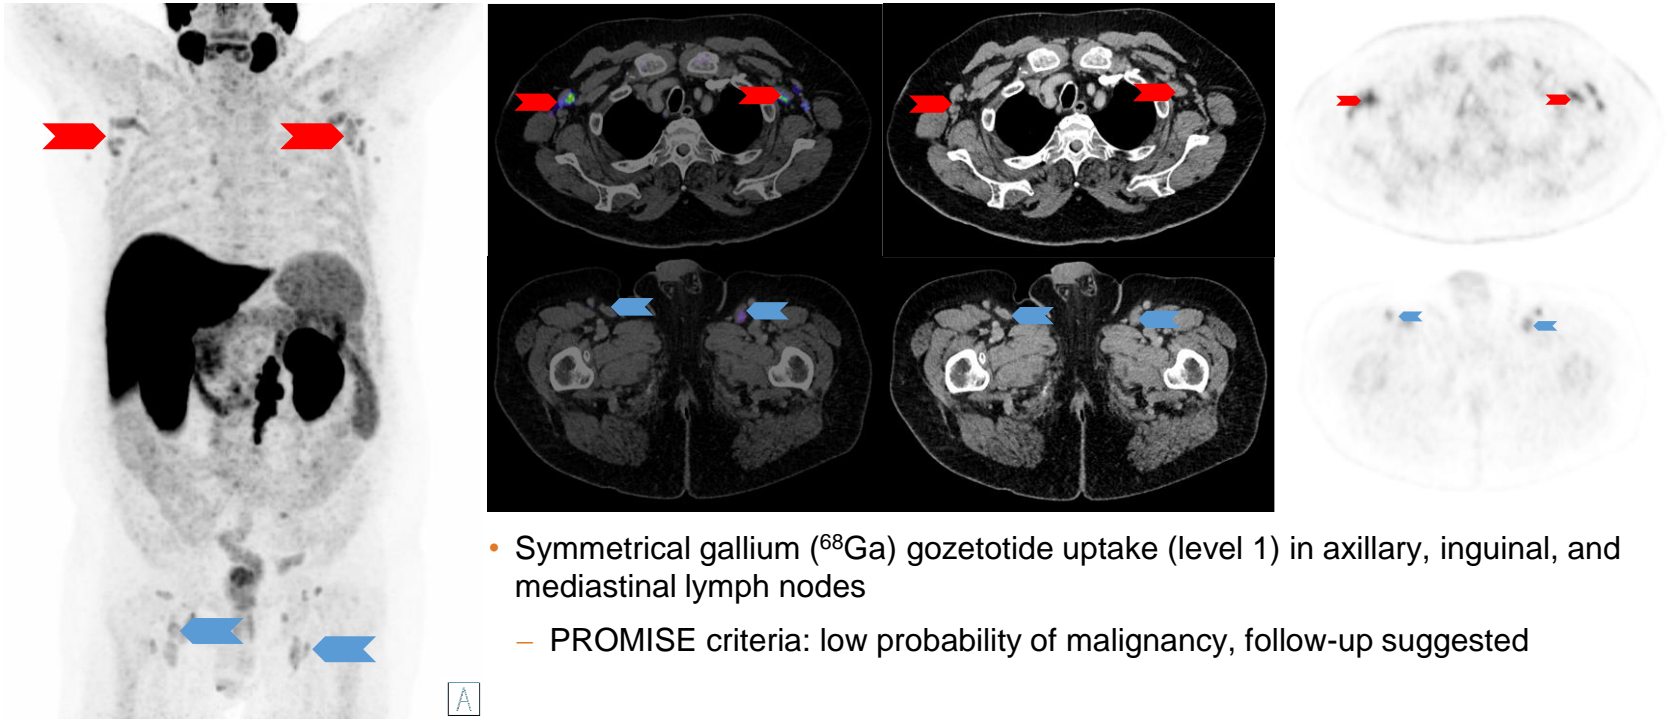 A
• Symmetrical gallium (⁶⁸Ga) gozetotide uptake (level 1) in axillary, inguinal, and
mediastinal lymph nodes
– PROMISE criteria: low probability of malignancy, follow-up suggested